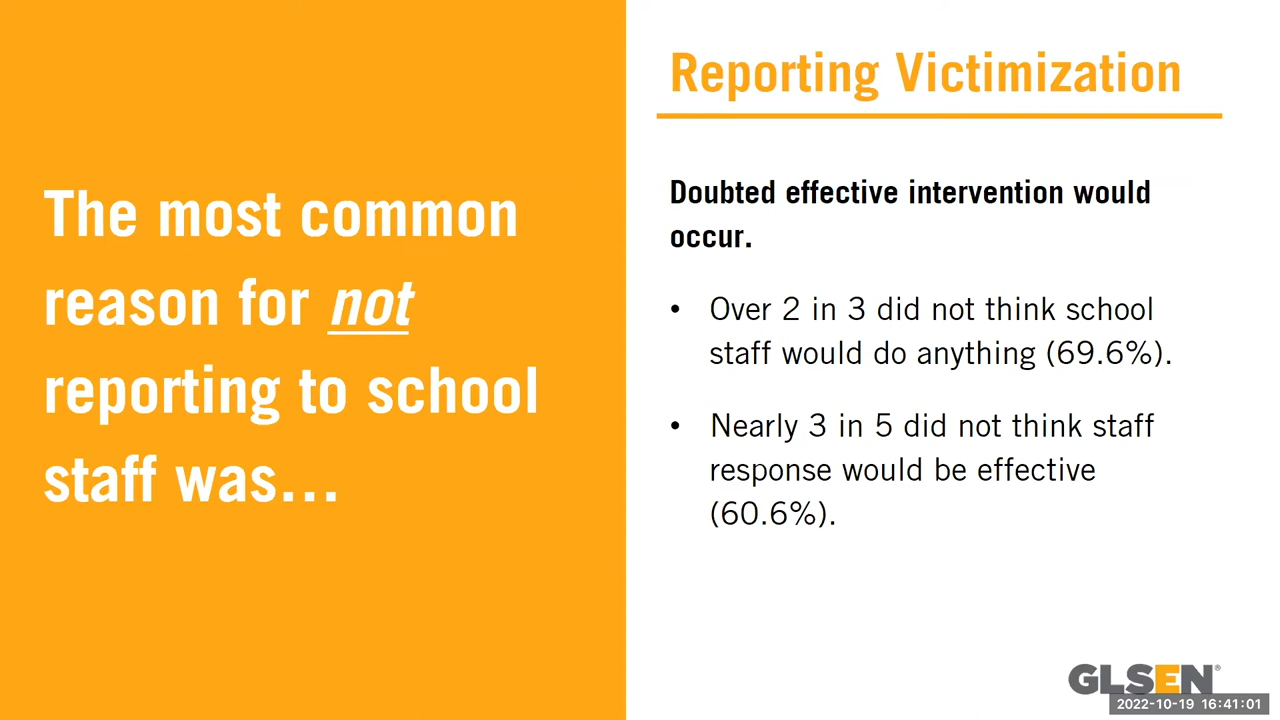 The most common
reason for not
reporting to school
staff was...
Reporting Victimization
Doubted effective intervention would
occur.
• Over 2 in 3 did not think school
staff would do anything (69.6%).
• Nearly 3 in 5 did not think staff
response would be effective
(60.6%).
GLSEN®
2022-10-19 16:41:01